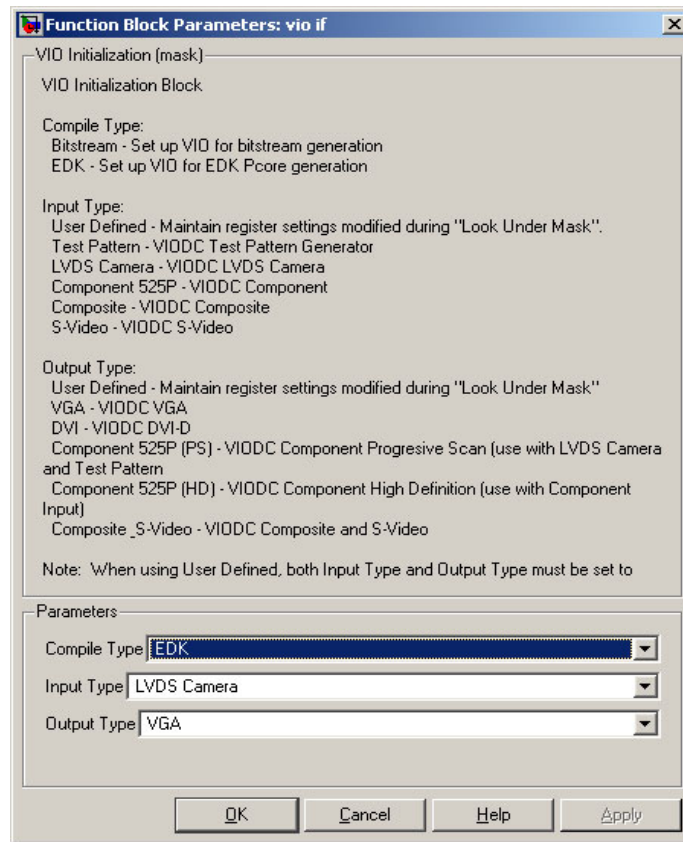 Function Block Parameters: vio if
VIO Initialization (mask)
VIO Initialization Block
Compile Type:
Bitstream - Set up VIO for bitstream generation
EDK - Set up VIO for EDK Pcore generation
Input Type:
User Defined - Maintain register settings modified during "Look Under Mask".
Test Pattern - VIODC Test Pattern Generator
LVDS Camera - VIODC LVDS Camera
Component 525P - VIODC Component
Composite - VIODC Composite
S-Video - VIODC S-Video
Output Type:
User Defined - Maintain register settings modified during "Look Under Mask"
VGA - VIODC VGA
DVI - VIODC DVI-D
Component 525P (PS) - VIODC Component Progresive Scan (use with LVDS Camera
and Test Pattern
Component 525P (HD) - VIODC Component High Definition (use with Component
Input)
Composite_S-Video - VIODC Composite and S-Video
Note: When using User Defined, both Input Type and Output Type must be set to
Parameters
Compile Type EDK
Input Type LVDS Camera
Output Type VGA
OK Cancel Help Apply